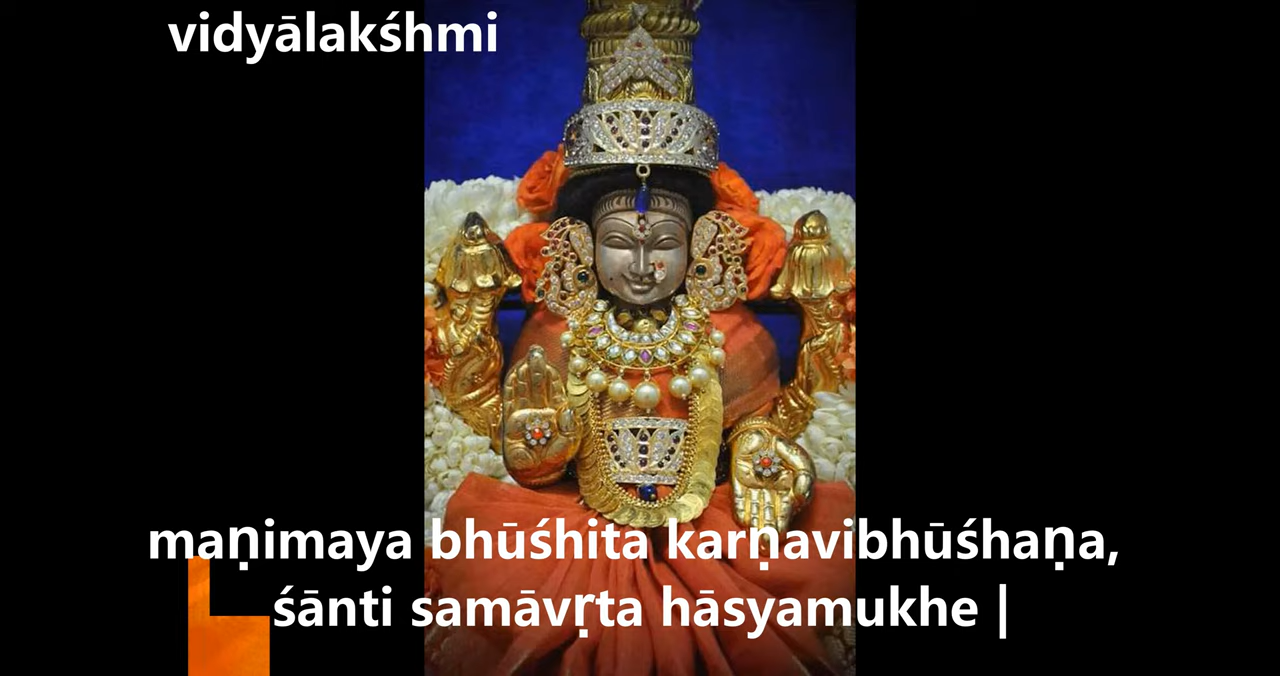 vidyālakśhmi
maṇimaya bhūśhita karṇavibhūśhaṇa,
śānti samāvṛta hāsyamukhe |